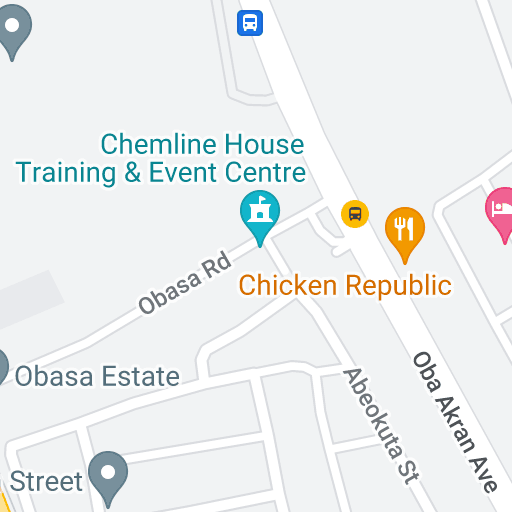 Chemline House
Training & Event Centre
Chicken Republic
Obasa Rd
Obasa Estate
Abeokuta St
Oba Akran Ave
Street